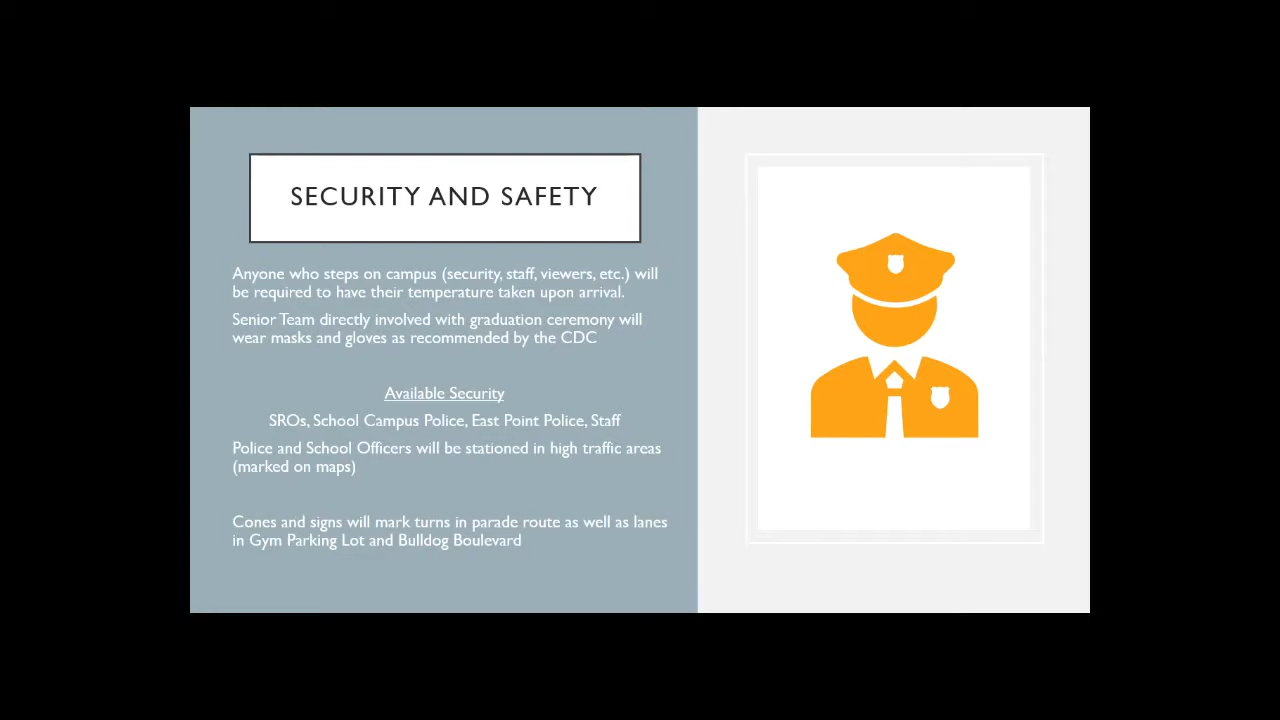 SECURITY AND SAFETY
Anyone who steps on campus (security, staff, viewers, etc.) will
be required to have their temperature taken upon arrival.
Senior Team directly involved with graduation ceremony will
wear masks and gloves as recommended by the CDC
Available Security
SROs, School Campus Police, East Point Police, Staff
Police and School Officers will be stationed in high traffic areas
(marked on maps)
Cones and signs will mark turns in parade route as well as lanes
in Gym Parking Lot and Bulldog Boulevard